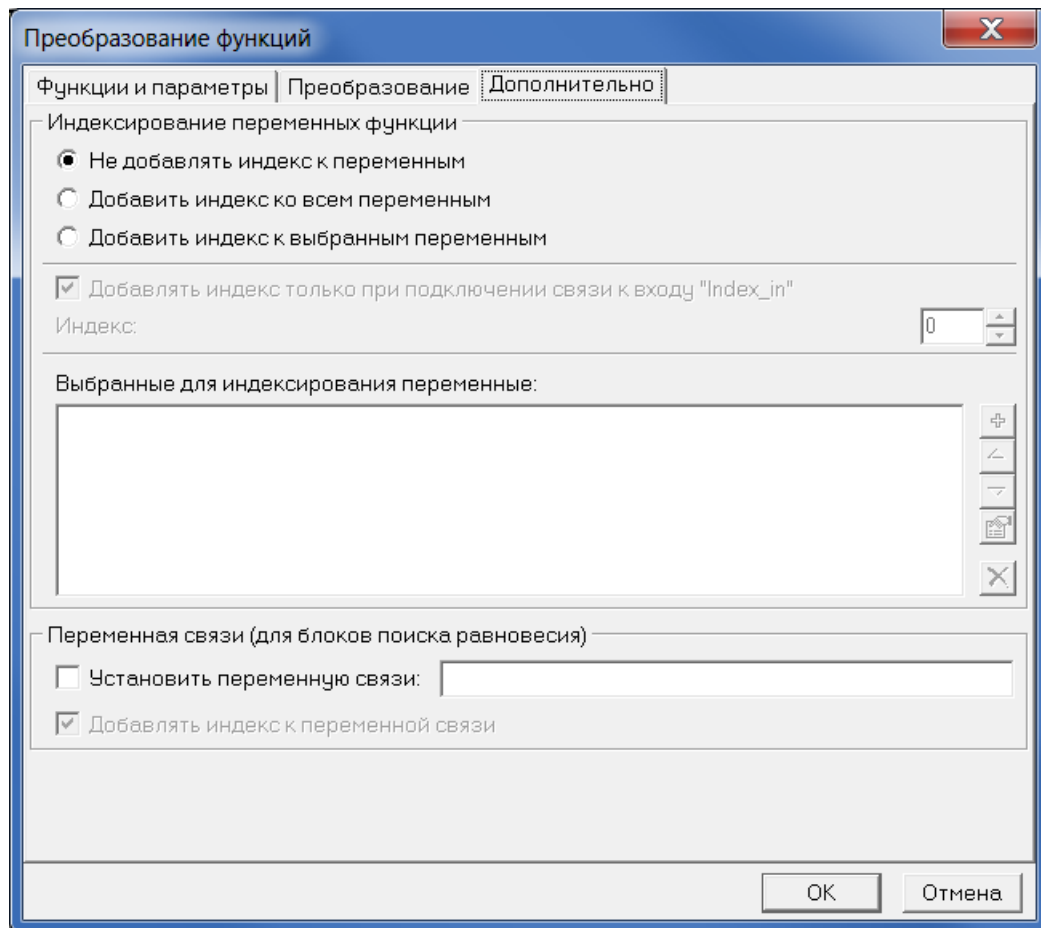 Преобразование функций
Функции и параметры Преобразование Дополнительно
Индексирование переменных функции
Не добавлять индекс к переменным
Добавить индекс ко всем переменным
Добавить индекс к выбранным переменным
Добавлять индекс только при подключении связи к входу "Index_in"
Индекс: 0
Выбранные для индексирования переменные:
Переменная связи (для блоков поиска равновесия)
Установить переменную связи:
Добавлять индекс к переменной связи
OK Отмена